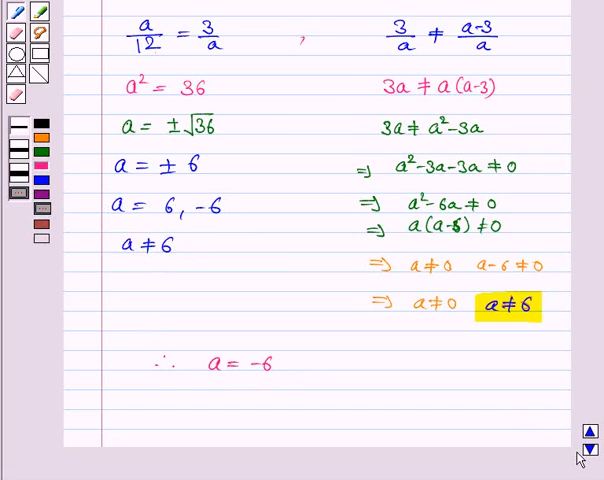 a/12 = 3/a , 3/a ≠ a-3/a
a² = 36 3a ≠ a(a-3)
a = ±√36 3a ≠ a²-3a
a = ± 6 ⇒ a²-3a-3a ≠ 0
a = 6, -6 ⇒ a²-6a ≠ 0
⇒ a(a-6) ≠ 0
a ≠ 6
⇒ a ≠ 0 a-6 ≠ 0
⇒ a ≠ 0 a ≠ 6
∴ a = -6